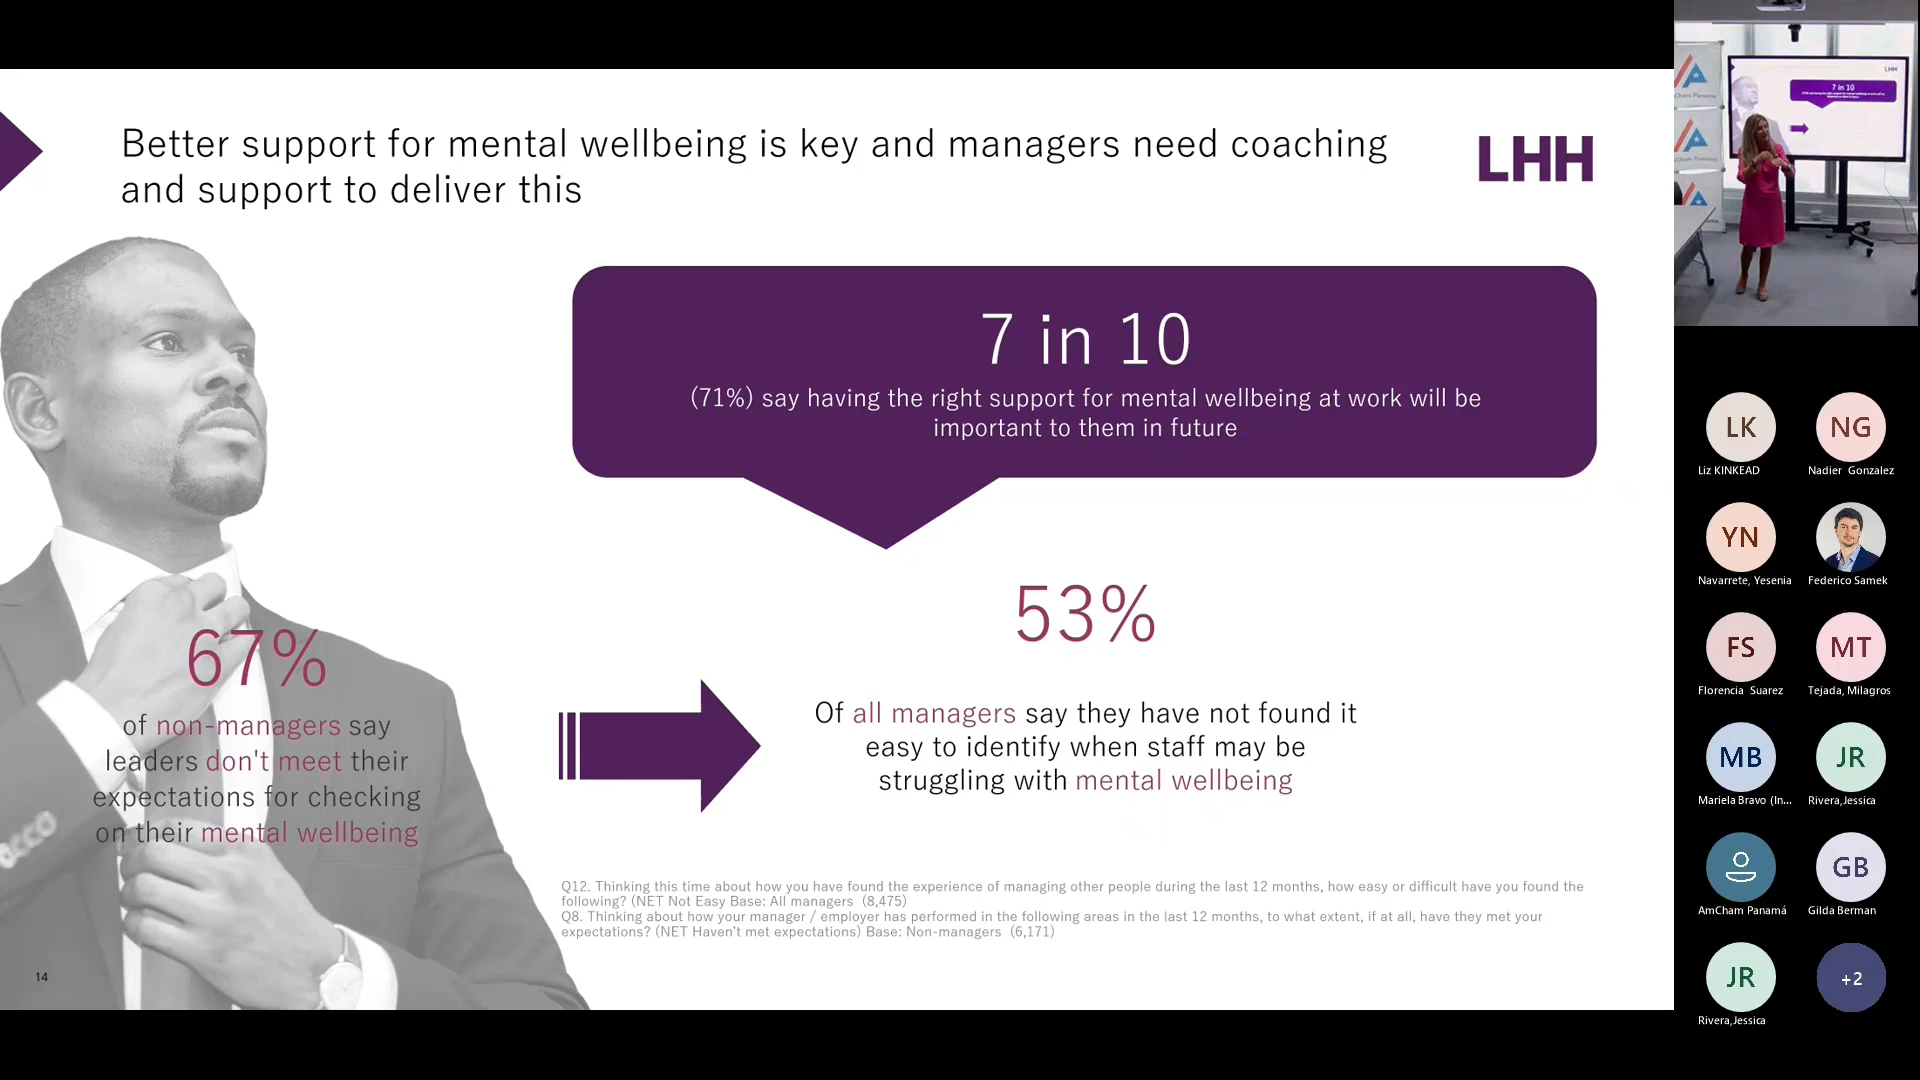 Better support for mental wellbeing is key and managers need coaching
and support to deliver this
LHH
7 in 10
(71%) say having the right support for mental wellbeing at work will be
important to them in future
67%
of non-managers say
leaders don't meet their
expectations for checking
on their mental wellbeing
53%
Of all managers say they have not found it
easy to identify when staff may be
struggling with mental wellbeing
Q12. Thinking this time about how you have found the experience of managing other people during the last 12 months, how easy or difficult have you found the
following? (NET Not Easy Base: All managers (8,475)
Q8. Thinking about how your manager / employer has performed in the following areas in the last 12 months, to what extent, if at all, have they met your
expectations? (NET Haven't met expectations) Base: Non-managers (6,171)
14
LHH
7 in 10
LK
Liz KINKEAD
NG
Nadier Gonzalez
YN
Navarrete, Yesenia
Federico Samek
FS
Florencia Suarez
MT
Tejada, Milagros
MB
Mariela Bravo (In...
JR
Rivera,Jessica
AmCham Panamá
GB
Gilda Berman
JR
Rivera,Jessica
+2